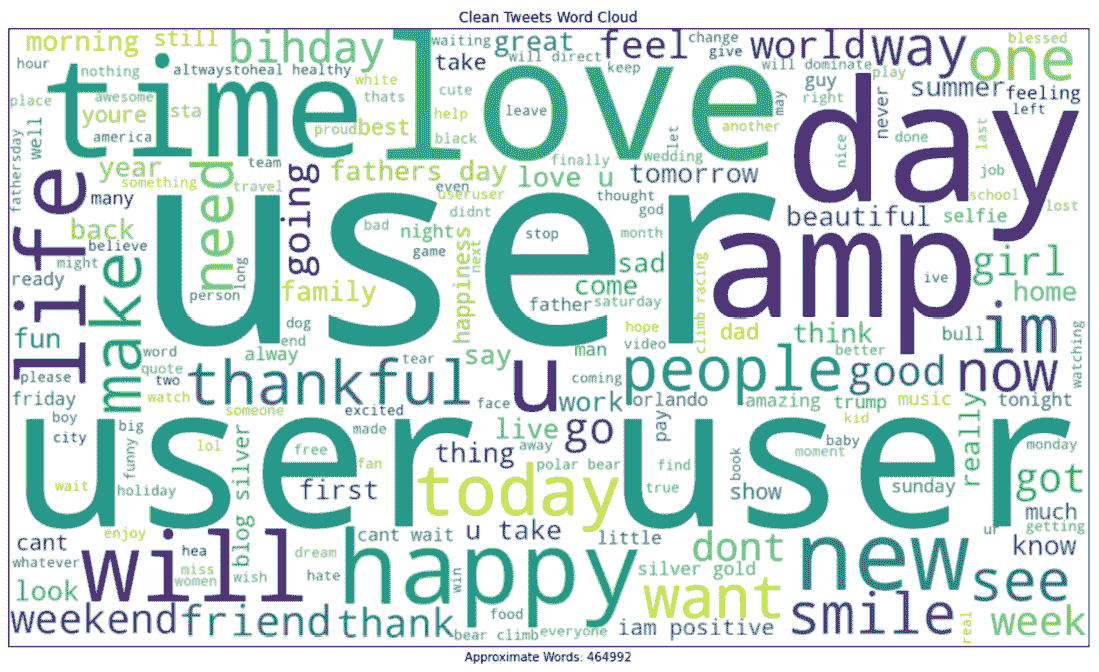 Clean Tweets Word Cloud
morning still bihday waiting great feel change give world way will dominate blessed one
hour nothing altwaystoheal healthy take will direct keep guy play summer feeling
time love day
place awesome white thats cute leave may right never left
youre sta proud best help another done last
well america black let nice
fathersday year team finally wedding job
something travel fathers day love u tomorrow school
life many need going even useruser thought god beautiful selfie lost
back believe didnt month
user user user amp
might bad night stop sad girl
ready long game happiness next come ive home
make person family father saturday
dog hope climb racing dad think bull im
fun end video
word alway tear say man better watching
please quote two thankful u coming people good now
friday watch work orlando amazing trump music tonight
boy big someone excited face kid
city lol made live go pay baby really monday
funny free away moment
silver fan thing polar bear find book
wait holiday first today true show sunday got
much
enjoy cant wait u take little dont ur getting
cant hea know
whatever will miss dream happy new see
look blog women wish hate win silver gold want
weekend friend thank food smile week
bear climb everyone iam positive real
Approximate Words: 464992